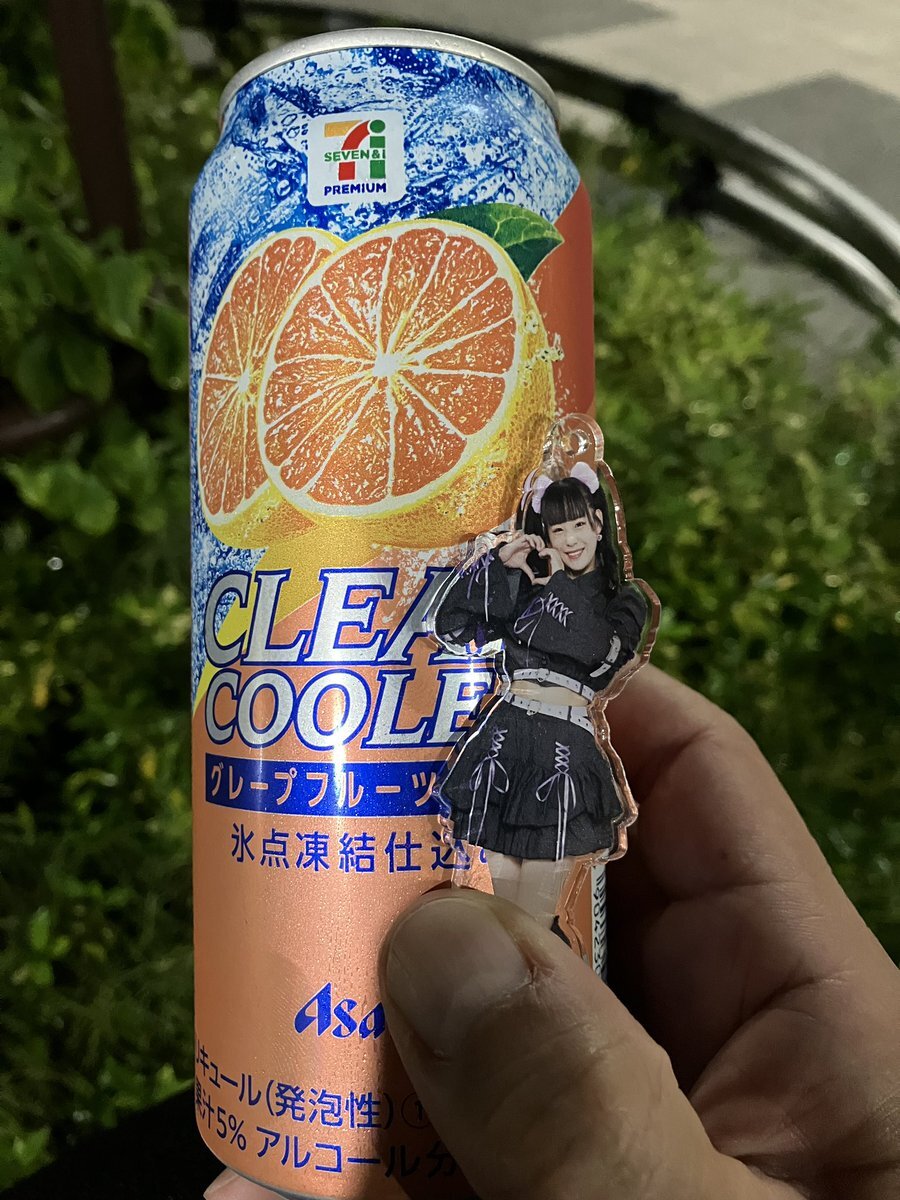 SEVEN&i
PREMIUM
CLEA
COOLE
グレープフルーツ
氷点凍結仕込
Asa
キュール(発泡性)①
果汁5% アルコール分